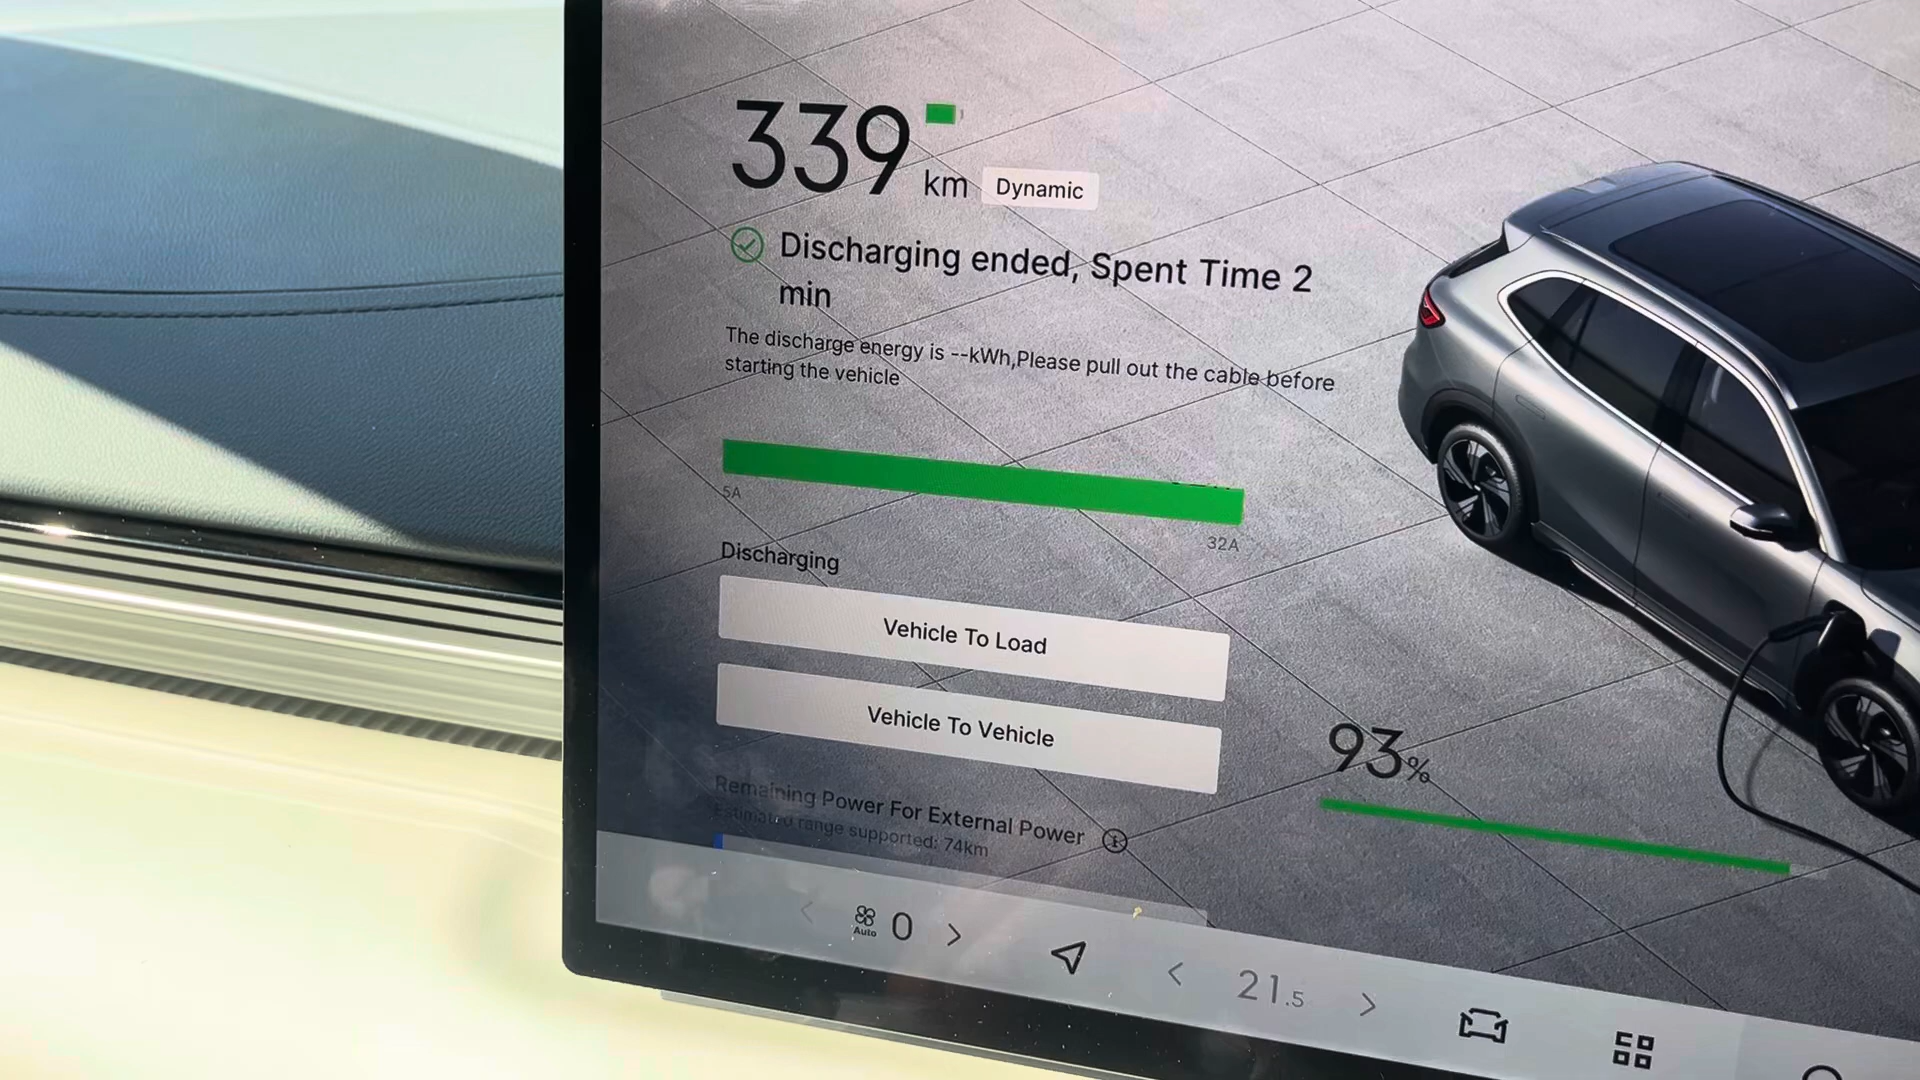 339 km Dynamic
Discharging ended, Spent Time 2
min
The discharge energy is --kWh,Please pull out the cable before
starting the vehicle
5A
32A
Discharging
Vehicle To Load
Vehicle To Vehicle
93%
Remaining Power For External Power
Estimated range supported: 74km
Auto 0
21.5